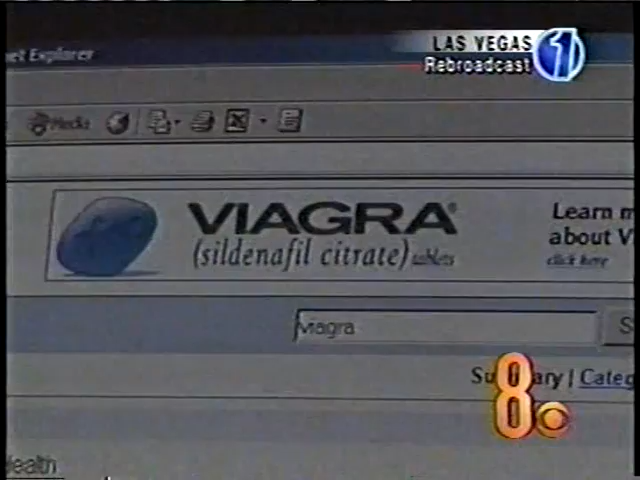 LAS VEGAS
1
Rebroadcast
net Explorer
Media
VIAGRA®
(sildenafil citrate) tablets
Learn m
about V
click here
viagra
S
Su ary | Categ
8
Health